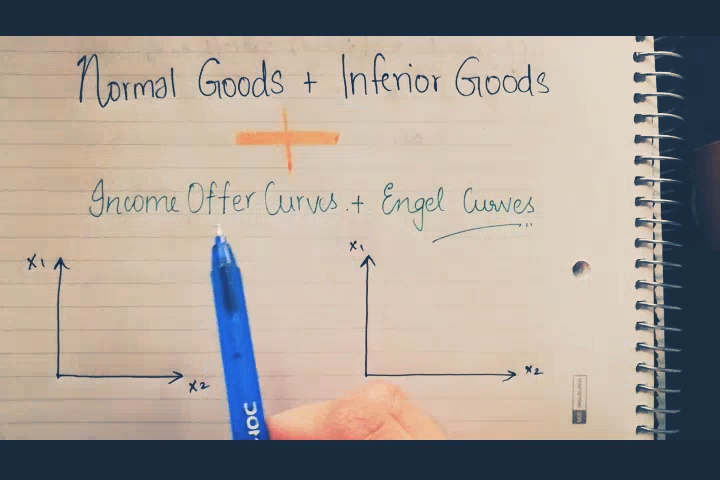 Normal Goods + Inferior Goods
+
Income Offer Curves. + Engel Curves
X1
X1
X2
X2